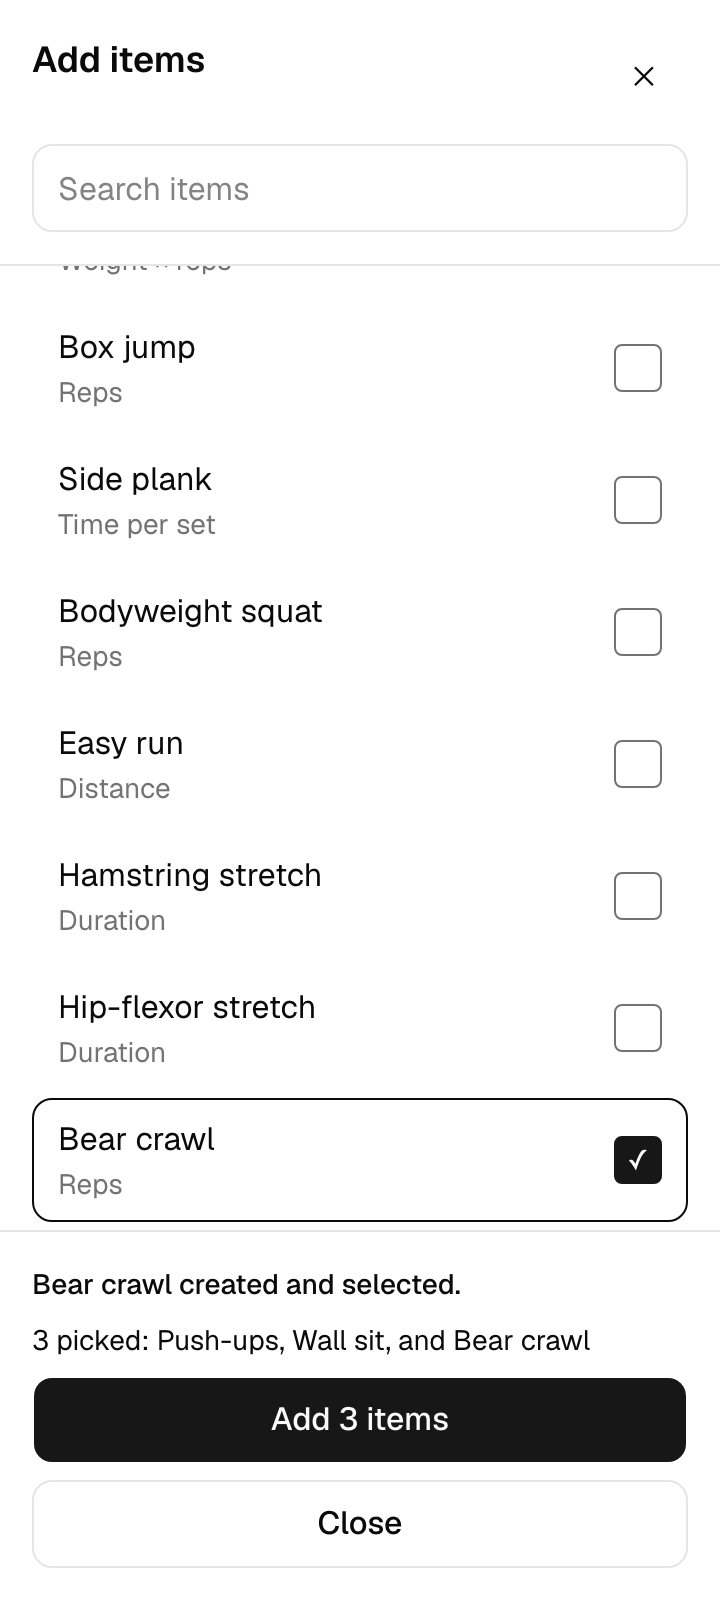 Add items
Search items
Box jump
Reps
Side plank
Time per set
Bodyweight squat
Reps
Easy run
Distance
Hamstring stretch
Duration
Hip-flexor stretch
Duration
Bear crawl
Reps
Bear crawl created and selected.
3 picked: Push-ups, Wall sit, and Bear crawl
Add 3 items
Close